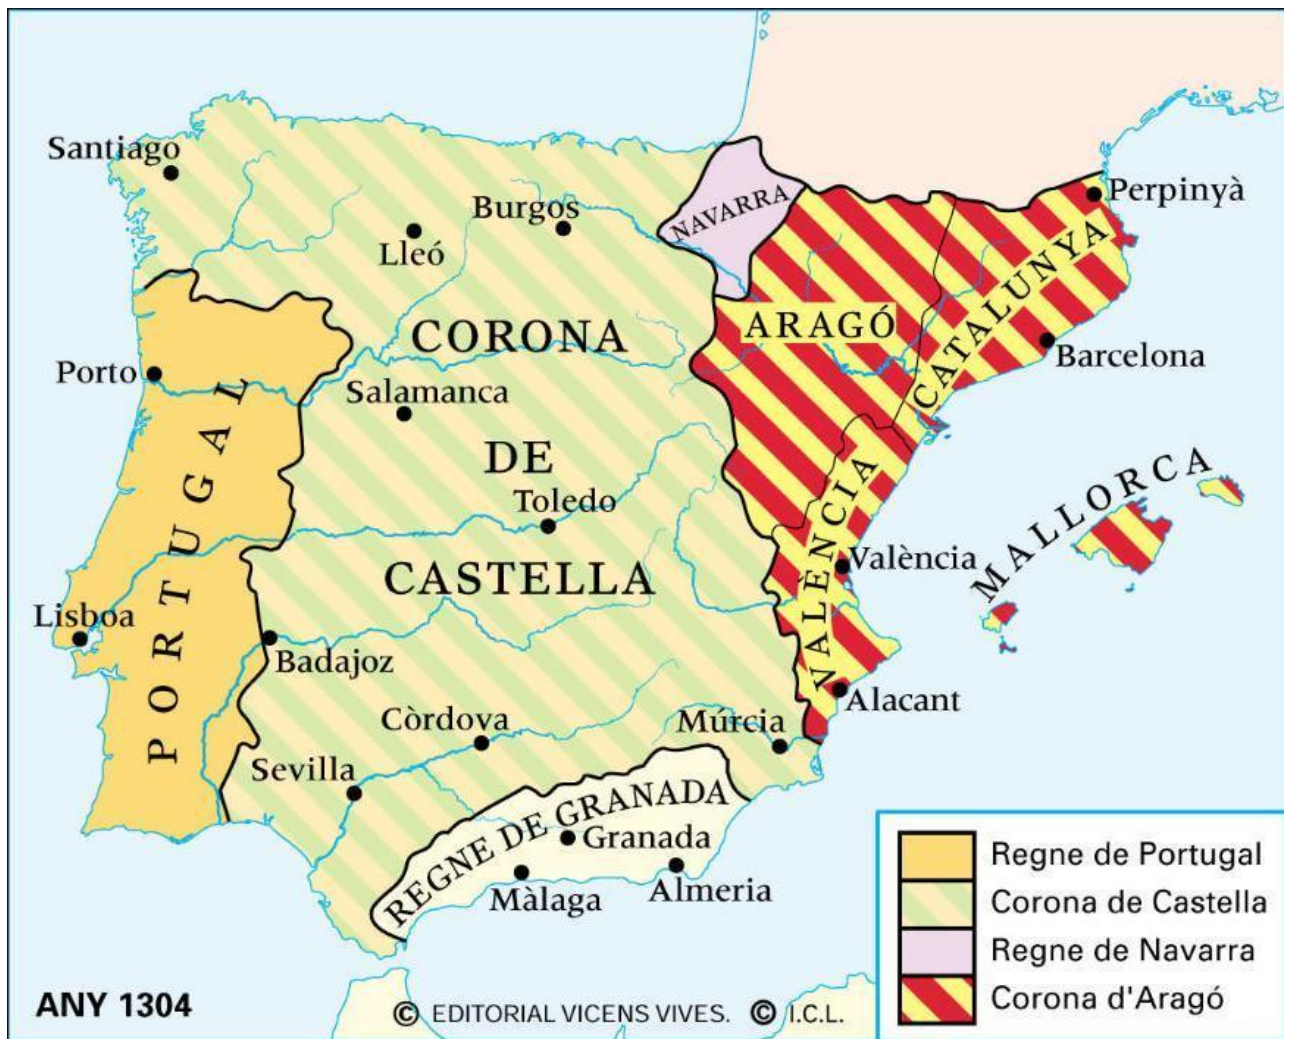 Santiago
Burgos
Lleó
NAVARRA
Perpinyà
CORONA
ARAGÓ
CATALUNYA
Barcelona
Porto
Salamanca
DE
Toledo
CASTELLA
PORTUGAL
VALÈNCIA
València
MALLORCA
Lisboa
Badajoz
Alacant
Còrdova
Múrcia
Sevilla
REGNE DE GRANADA
Granada
Màlaga
Almeria
Regne de Portugal
Corona de Castella
Regne de Navarra
Corona d'Aragó
ANY 1304
© EDITORIAL VICENS VIVES. © I.C.L.